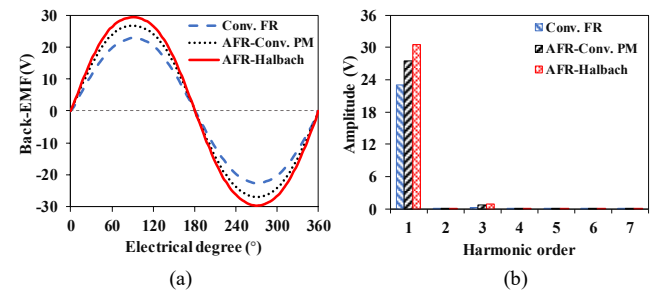 30
20
10
0
-10
-20
-30
Back-EMF(V)
0 60 120 180 240 300 360
Electrical degree (°)
Conv. FR
AFR-Conv. PM
AFR-Halbach
(a)
36
30
24
18
12
6
0
Amplitude (V)
1 2 3 4 5 6 7
Harmonic order
Conv. FR
AFR-Conv. PM
AFR-Halbach
(b)